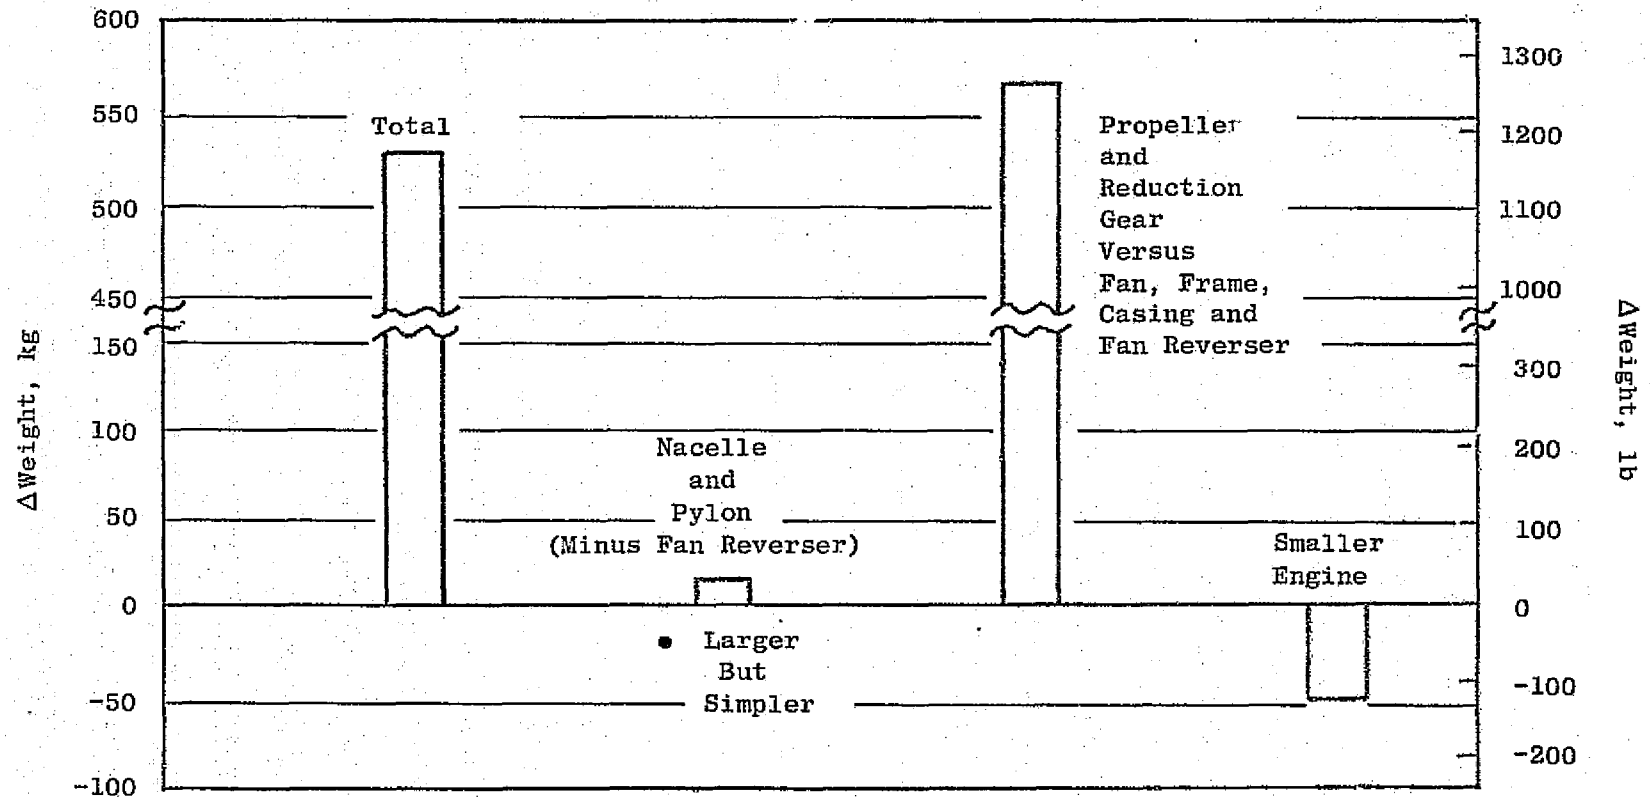 600
550
500
450
150
100
50
0
-50
-100
ΔWeight, kg
Total
Nacelle
and
Pylon
(Minus Fan Reverser)
● Larger
But
Simpler
Propeller
and
Reduction
Gear
Versus
Fan, Frame,
Casing and
Fan Reverser
Smaller
Engine
1300
1200
1100
1000
300
200
100
0
-100
-200
ΔWeight, lb